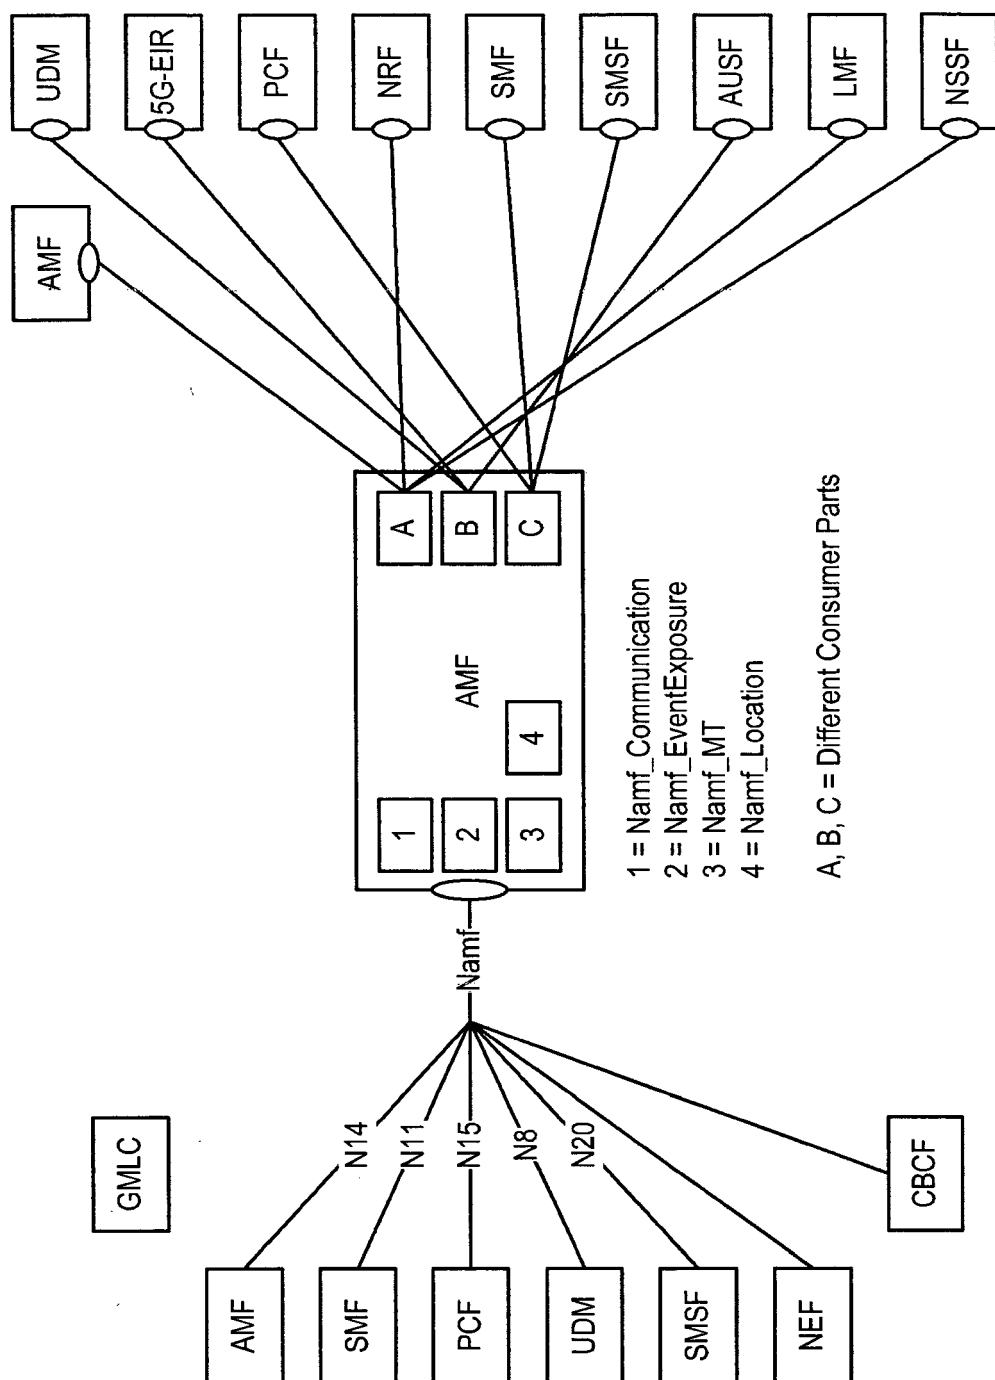 UDM
5G-EIR
PCF
NRF
SMF
SMSF
AUSF
LMF
NSSF
AMF
A
B
C
AMF
1
2
3
4
1 = Namf_Communication
2 = Namf_EventExposure
3 = Namf_MT
4 = Namf_Location
A, B, C = Different Consumer Parts
Namf
N14
N11
N15
N8
N20
GMLC
CBCF
AMF
SMF
PCF
UDM
SMSF
NEF